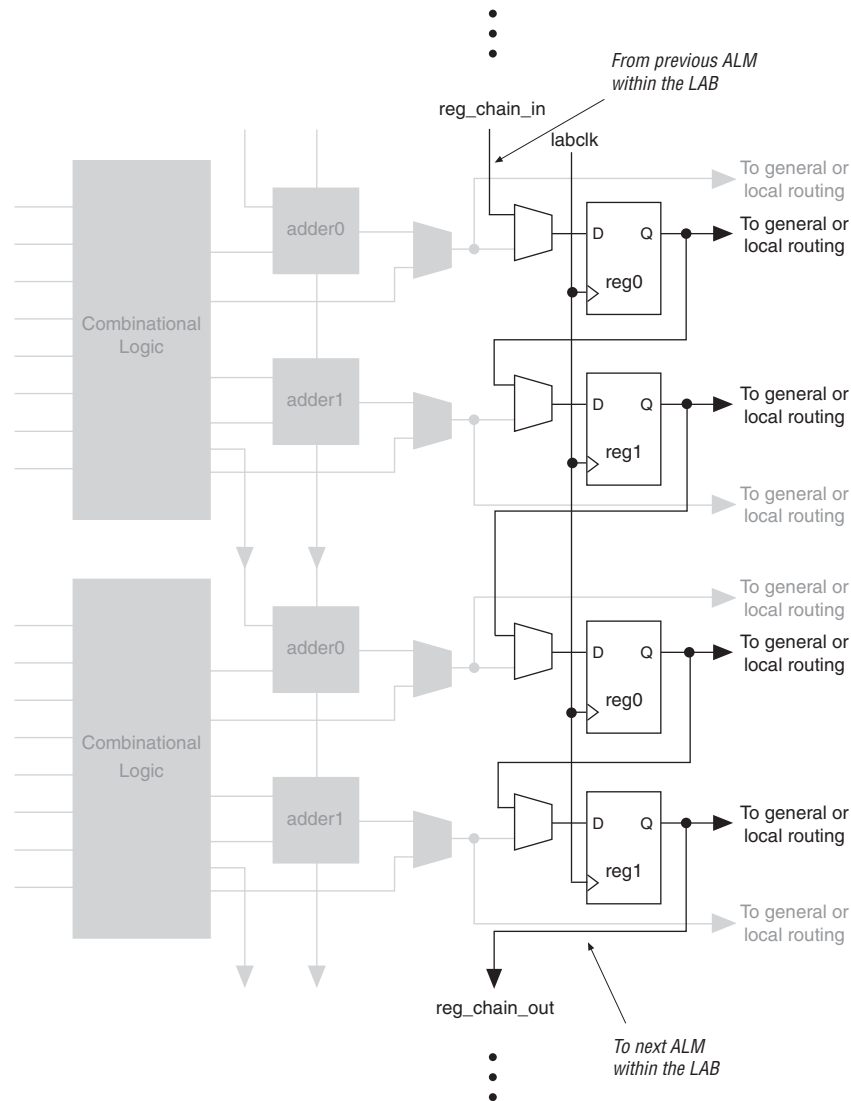 From previous ALM
within the LAB
reg_chain_in
labclk
To general or
local routing
adder0
D Q
To general or
local routing
reg0
Combinational
Logic
adder1
D Q
To general or
local routing
reg1
To general or
local routing
To general or
local routing
adder0
D Q
To general or
local routing
reg0
Combinational
Logic
adder1
D Q
To general or
local routing
reg1
To general or
local routing
reg_chain_out
To next ALM
within the LAB